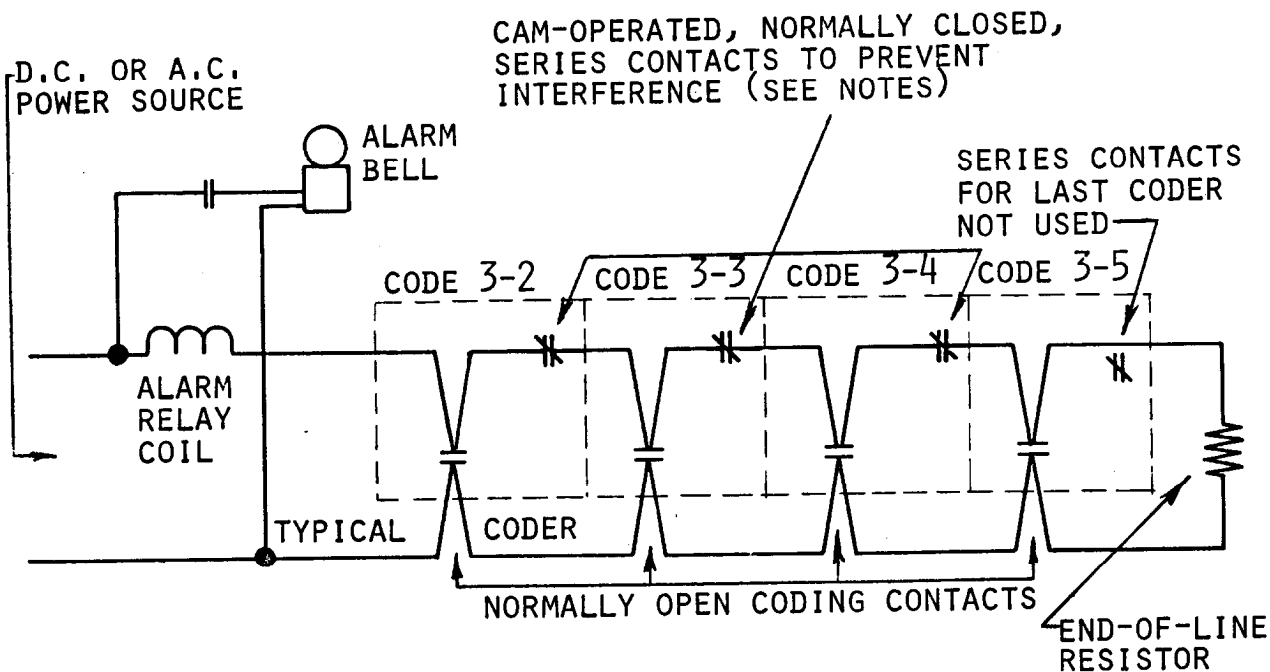 CAM-OPERATED, NORMALLY CLOSED,
SERIES CONTACTS TO PREVENT
INTERFERENCE (SEE NOTES)
D.C. OR A.C.
POWER SOURCE
ALARM
BELL
SERIES CONTACTS
FOR LAST CODER
NOT USED
CODE 3-2
CODE 3-3
CODE 3-4
CODE 3-5
ALARM
RELAY
COIL
TYPICAL CODER
NORMALLY OPEN CODING CONTACTS
END-OF-LINE
RESISTOR